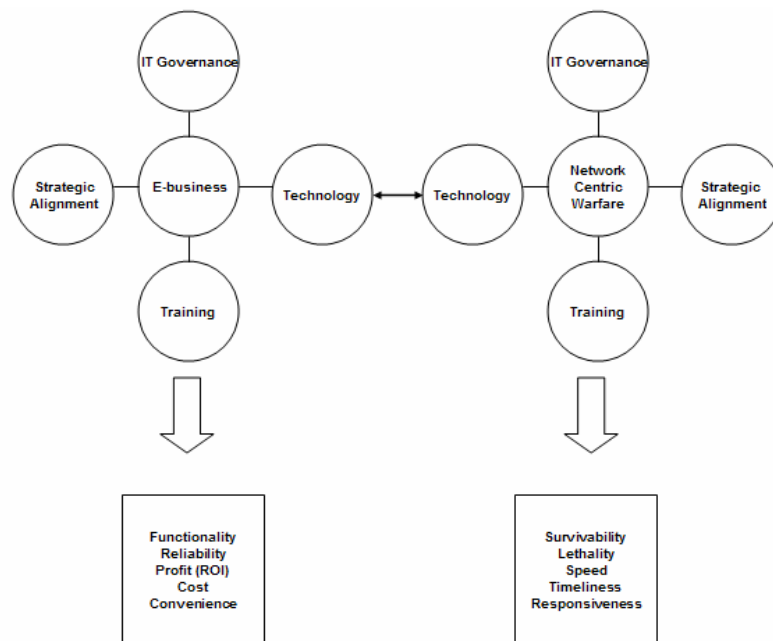 IT Governance
IT Governance
Strategic
Alignment
E-business
Technology
Technology
Network
Centric
Warfare
Strategic
Alignment
Training
Training
Functionality
Reliability
Profit (ROI)
Cost
Convenience
Survivability
Lethality
Speed
Timeliness
Responsiveness